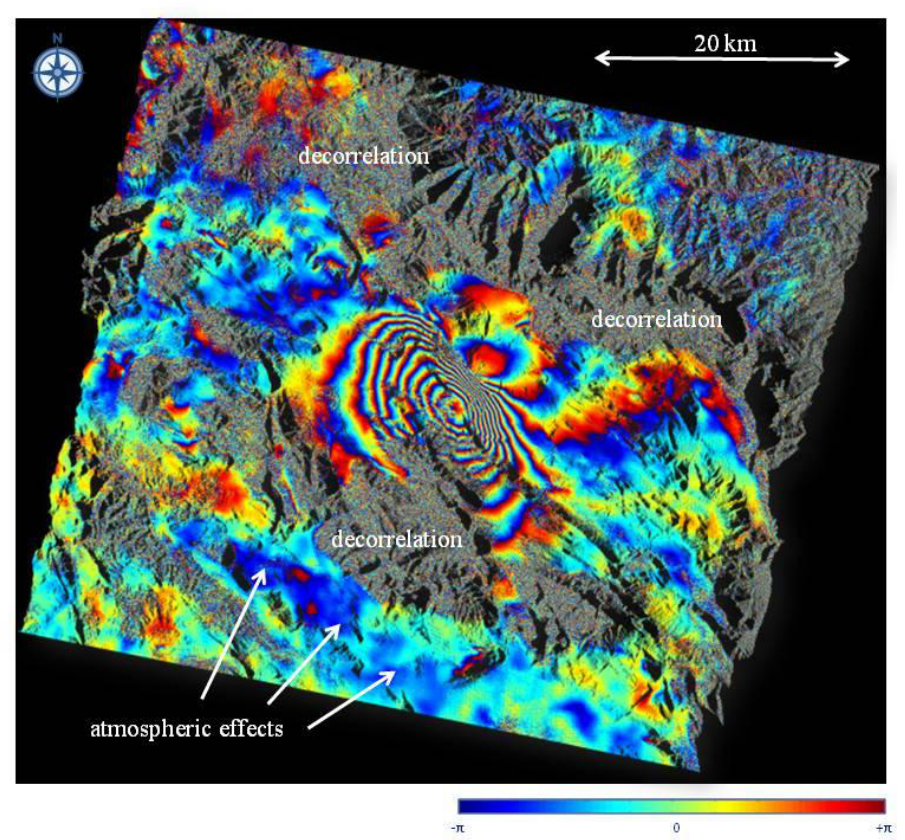 N
20 km
decorrelation
decorrelation
decorrelation
atmospheric effects
-π 0 +π